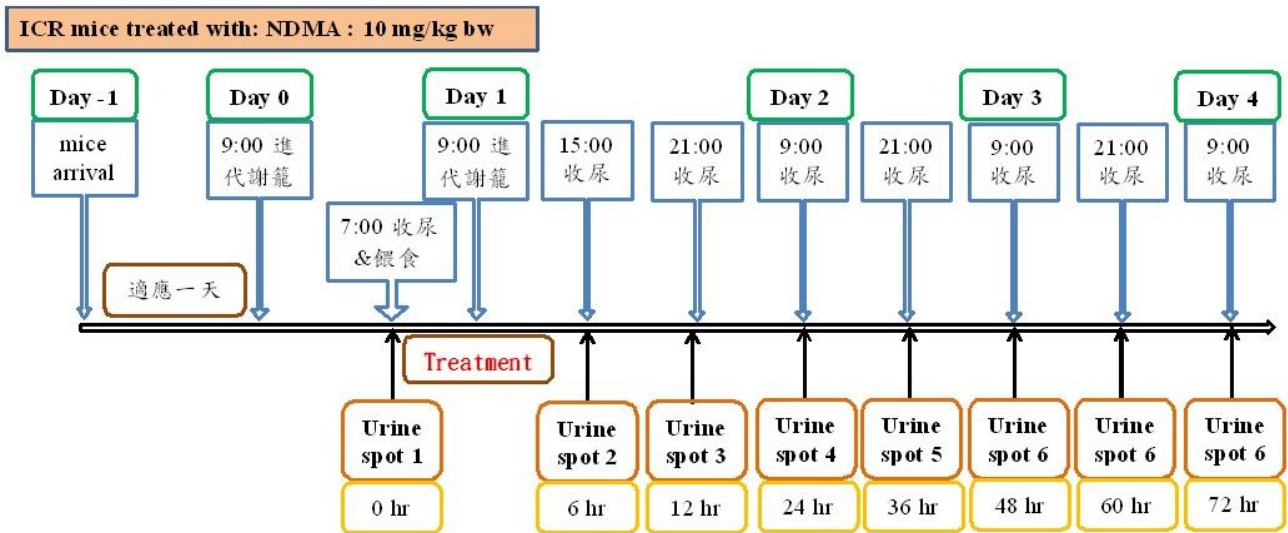 ICR mice treated with: NDMA : 10 mg/kg bw
Day -1
Day 0
Day 1
Day 2
Day 3
Day 4
mice
arrival
9:00 進
代謝籠
9:00 進
代謝籠
15:00
收尿
21:00
收尿
9:00
收尿
21:00
收尿
9:00
收尿
21:00
收尿
9:00
收尿
7:00 收尿
&餵食
適應一天
Treatment
Urine
spot 1
Urine
spot 2
Urine
spot 3
Urine
spot 4
Urine
spot 5
Urine
spot 6
Urine
spot 6
Urine
spot 6
0 hr
6 hr
12 hr
24 hr
36 hr
48 hr
60 hr
72 hr